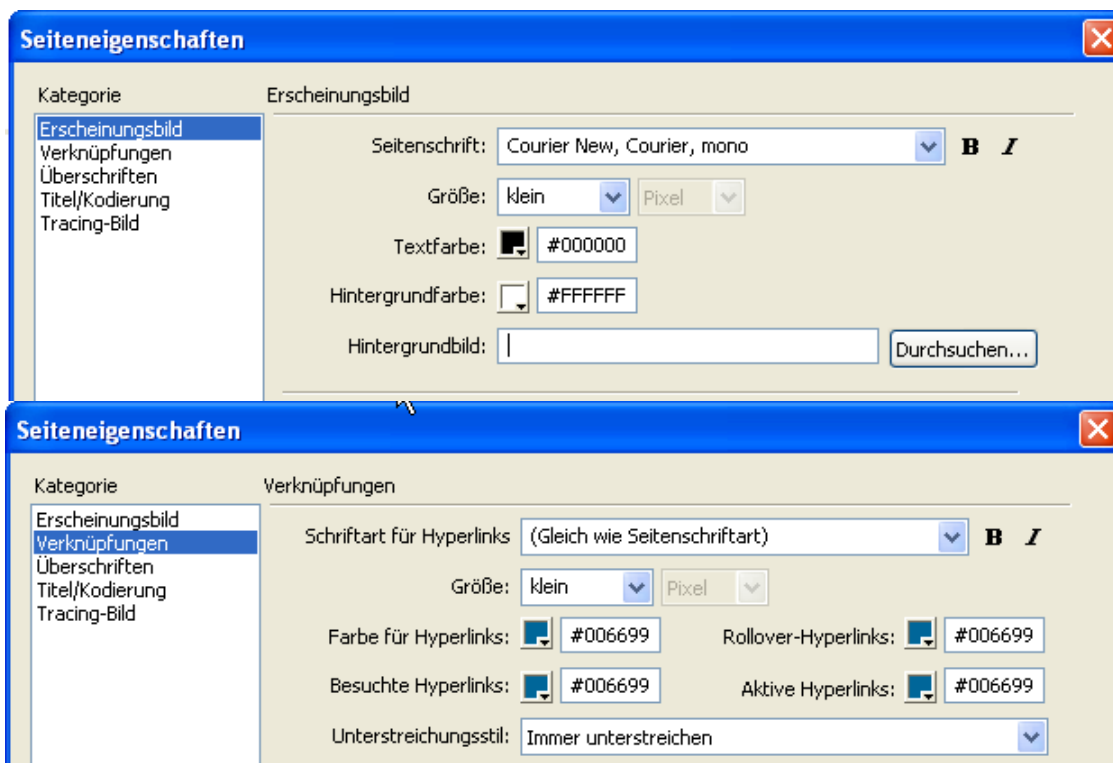 Seiteneigenschaften
Kategorie
Erscheinungsbild
Erscheinungsbild
Verknüpfungen
Überschriften
Titel/Kodierung
Tracing-Bild
Seitenschrift: Courier New, Courier, mono B I
Größe: klein Pixel
Textfarbe: #000000
Hintergrundfarbe: #FFFFFF
Hintergrundbild: Durchsuchen...
Seiteneigenschaften
Kategorie
Verknüpfungen
Erscheinungsbild
Verknüpfungen
Überschriften
Titel/Kodierung
Tracing-Bild
Schriftart für Hyperlinks (Gleich wie Seitenschriftart) B I
Größe: klein Pixel
Farbe für Hyperlinks: #006699 Rollover-Hyperlinks: #006699
Besuchte Hyperlinks: #006699 Aktive Hyperlinks: #006699
Unterstreichungsstil: Immer unterstreichen